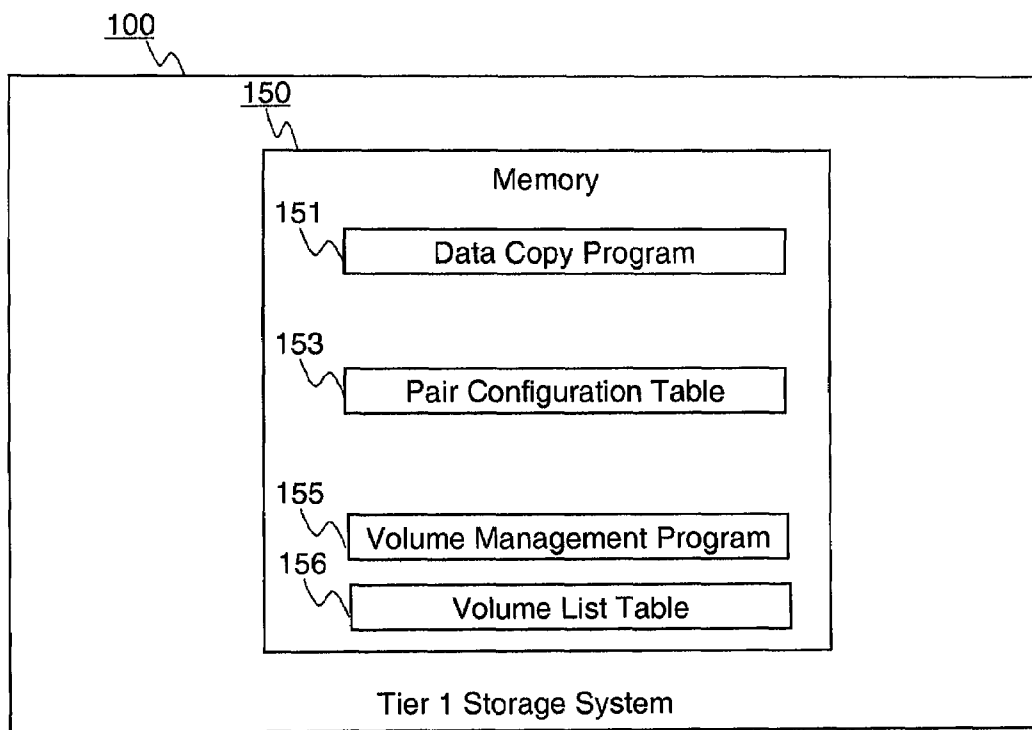 100
150
Memory
151
Data Copy Program
153
Pair Configuration Table
155
Volume Management Program
156
Volume List Table
Tier 1 Storage System